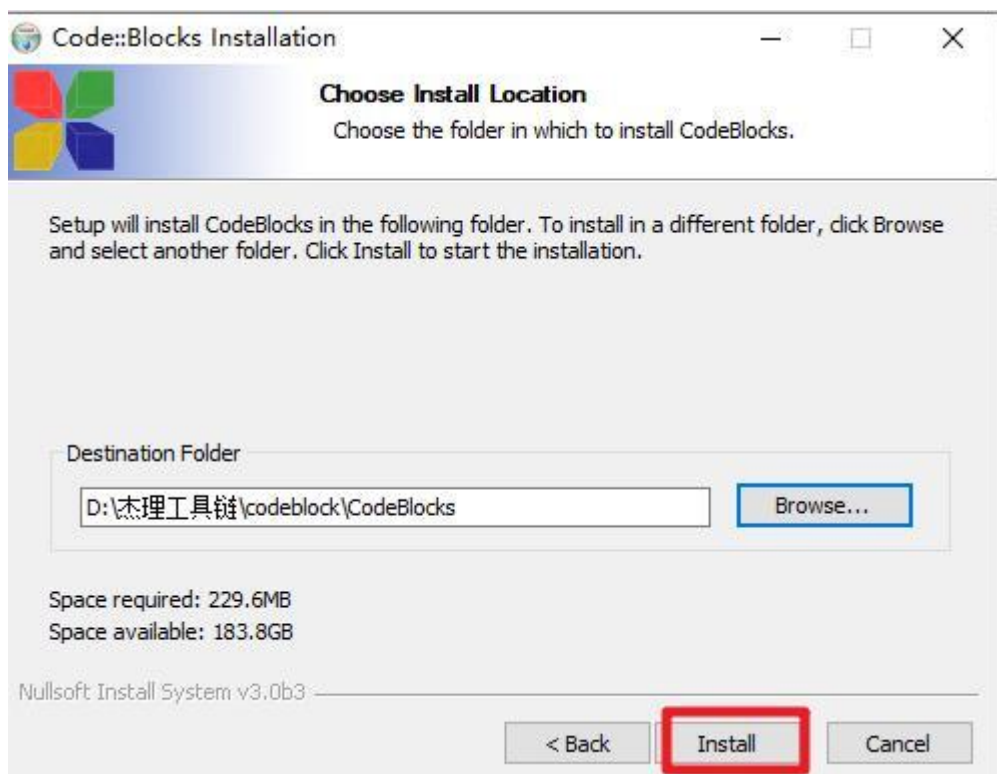 Code::Blocks Installation
Choose Install Location
Choose the folder in which to install CodeBlocks.
Setup will install CodeBlocks in the following folder. To install in a different folder, click Browse
and select another folder. Click Install to start the installation.
Destination Folder
D:\杰理工具链\codeblock\CodeBlocks
Browse...
Space required: 229.6MB
Space available: 183.8GB
Nullsoft Install System v3.0b3
< Back
Install
Cancel